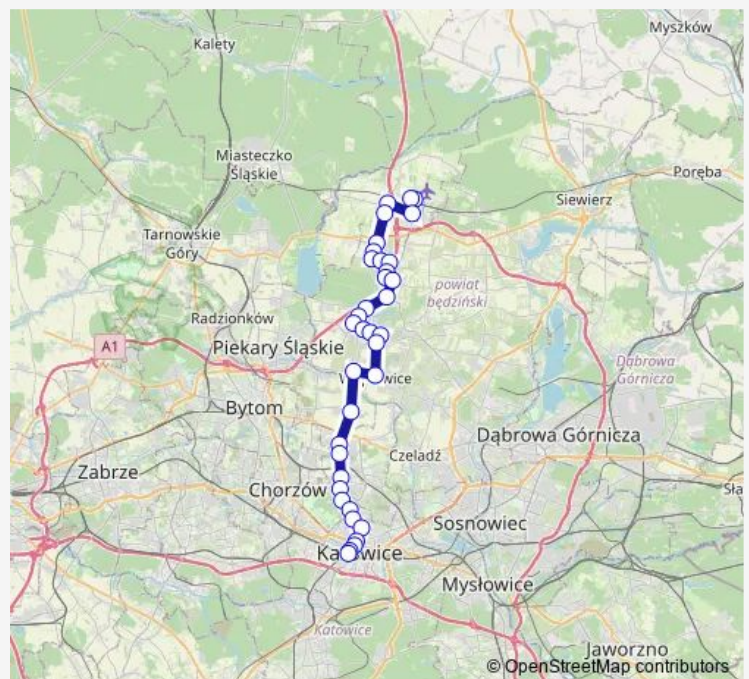 Myszków
Kalety
Miasteczko
Śląskie
Poręba
Siewierz
Tarnowskie
Góry
powiat
będziński
Radzionków
A1
Piekary Śląskie
Dąbrowa
Górnicza
Bytom
Dąbrowa Górnicza
Czeladź
Zabrze
Chorzów
Sosnowiec
Katowice
Mysłowice
Katowice
Jaworzno
© OpenStreetMap contributors